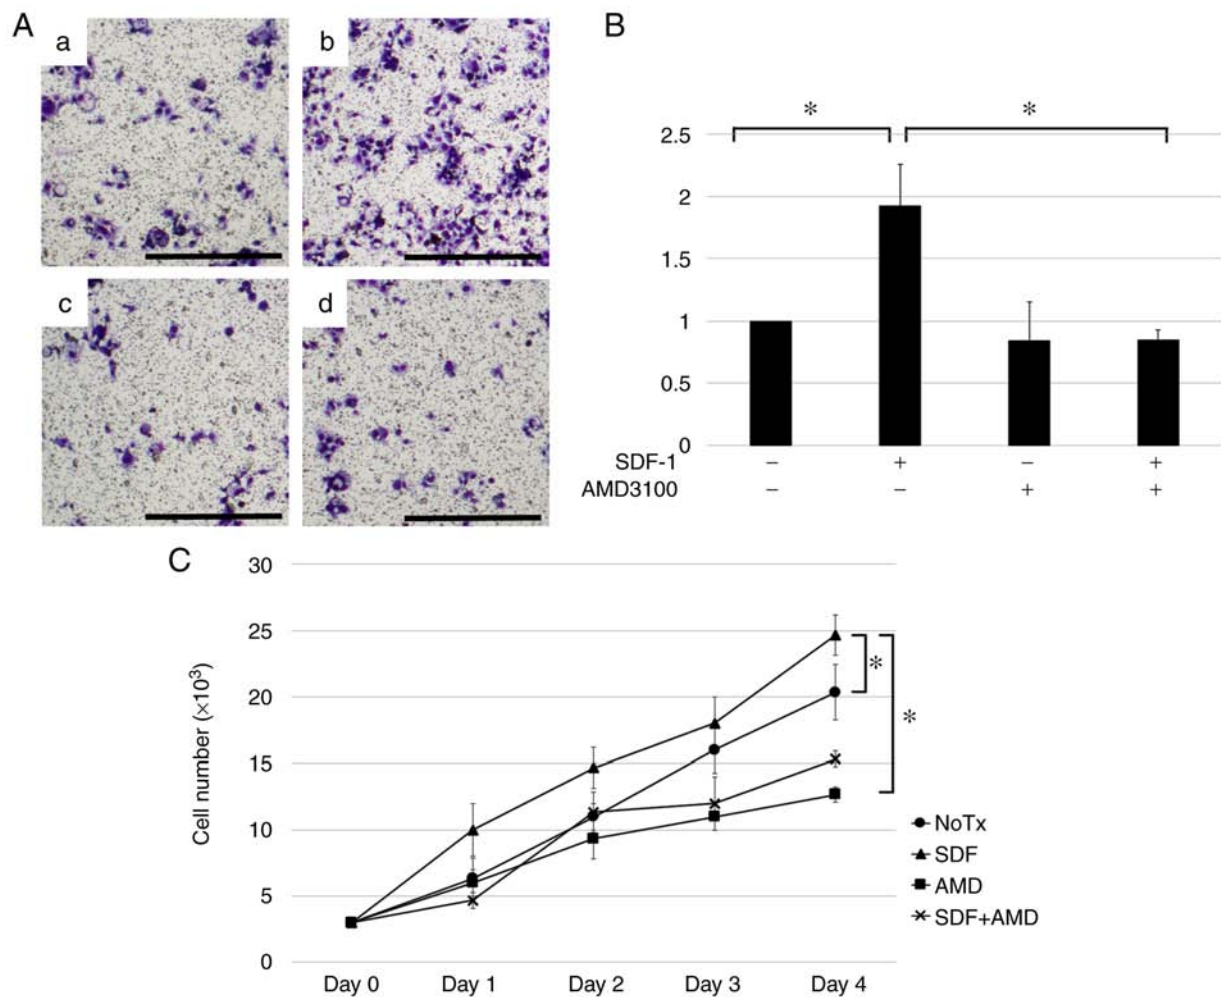 A
a
b
c
d
B
*
*
2.5
2
1.5
1
0.5
0
SDF-1 − + − +
AMD3100 − − + +
C
30
25
20
15
10
5
0
Cell number (×10³)
*
*
NoTx
SDF
AMD
SDF+AMD
Day 0 Day 1 Day 2 Day 3 Day 4